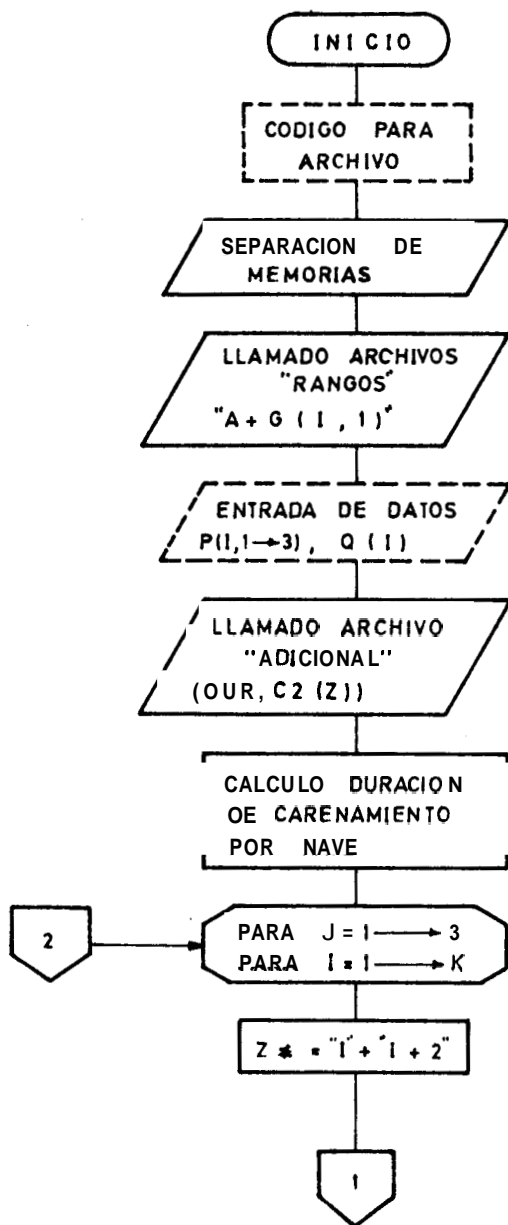 INICIO
CODIGO PARA
ARCHIVO
SEPARACION DE
MEMORIAS
LLAMADO ARCHIVOS
"RANGOS"
"A + G ( I , 1 )"
ENTRADA DE DATOS
P(I,1→3), Q ( I )
LLAMADO ARCHIVO
"ADICIONAL"
(OUR, C2 (Z))
CALCULO DURACION
OE CARENAMIENTO
POR NAVE
2
PARA J = 1 → 3
PARA I = 1 → K
Z = "I" + "I + 2"
1